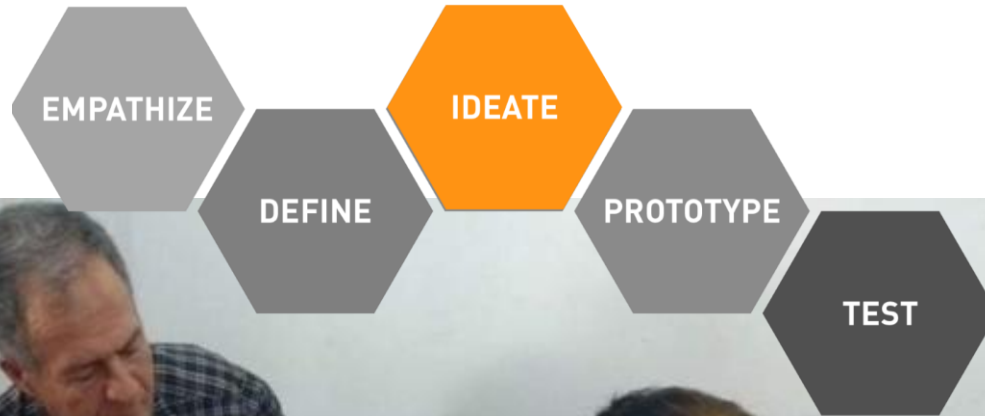 EMPATHIZE
DEFINE
IDEATE
PROTOTYPE
TEST